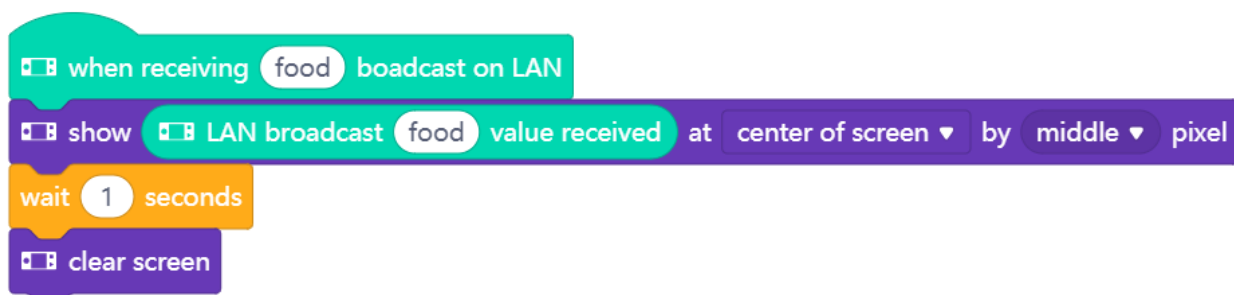 when receiving food boadcast on LAN
show LAN broadcast food value received at center of screen by middle pixel
wait 1 seconds
clear screen